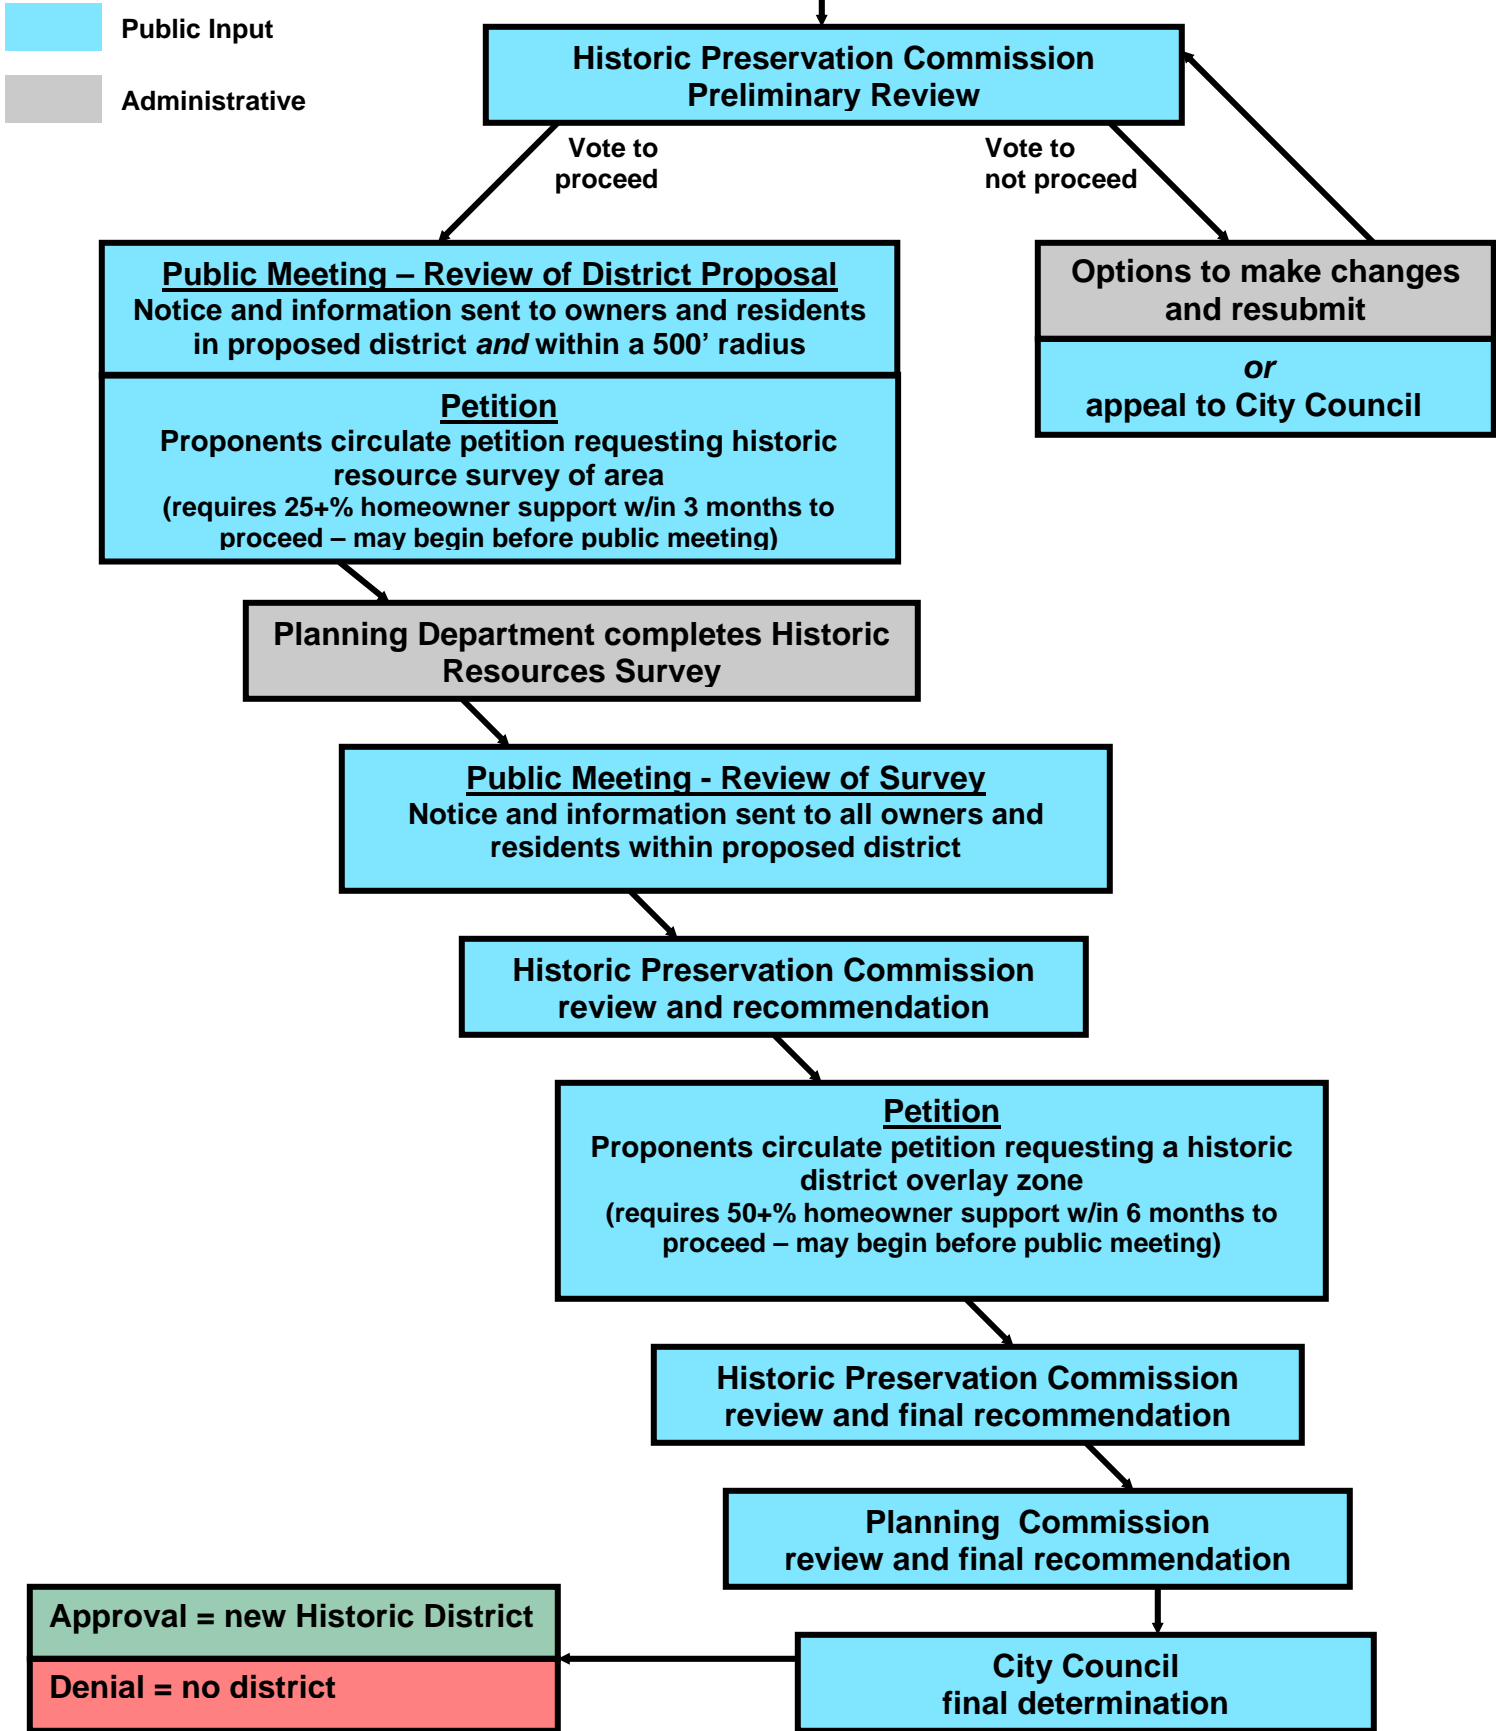 Public Input
Administrative
Historic Preservation Commission
Preliminary Review
Vote to
proceed
Vote to
not proceed
Public Meeting – Review of District Proposal
Notice and information sent to owners and residents
in proposed district and within a 500’ radius
Options to make changes
and resubmit
or
appeal to City Council
Petition
Proponents circulate petition requesting historic
resource survey of area
(requires 25+% homeowner support w/in 3 months to
proceed – may begin before public meeting)
Planning Department completes Historic
Resources Survey
Public Meeting - Review of Survey
Notice and information sent to all owners and
residents within proposed district
Historic Preservation Commission
review and recommendation
Petition
Proponents circulate petition requesting a historic
district overlay zone
(requires 50+% homeowner support w/in 6 months to
proceed – may begin before public meeting)
Historic Preservation Commission
review and final recommendation
Planning  Commission
review and final recommendation
Approval = new Historic District
Denial = no district
City Council
final determination